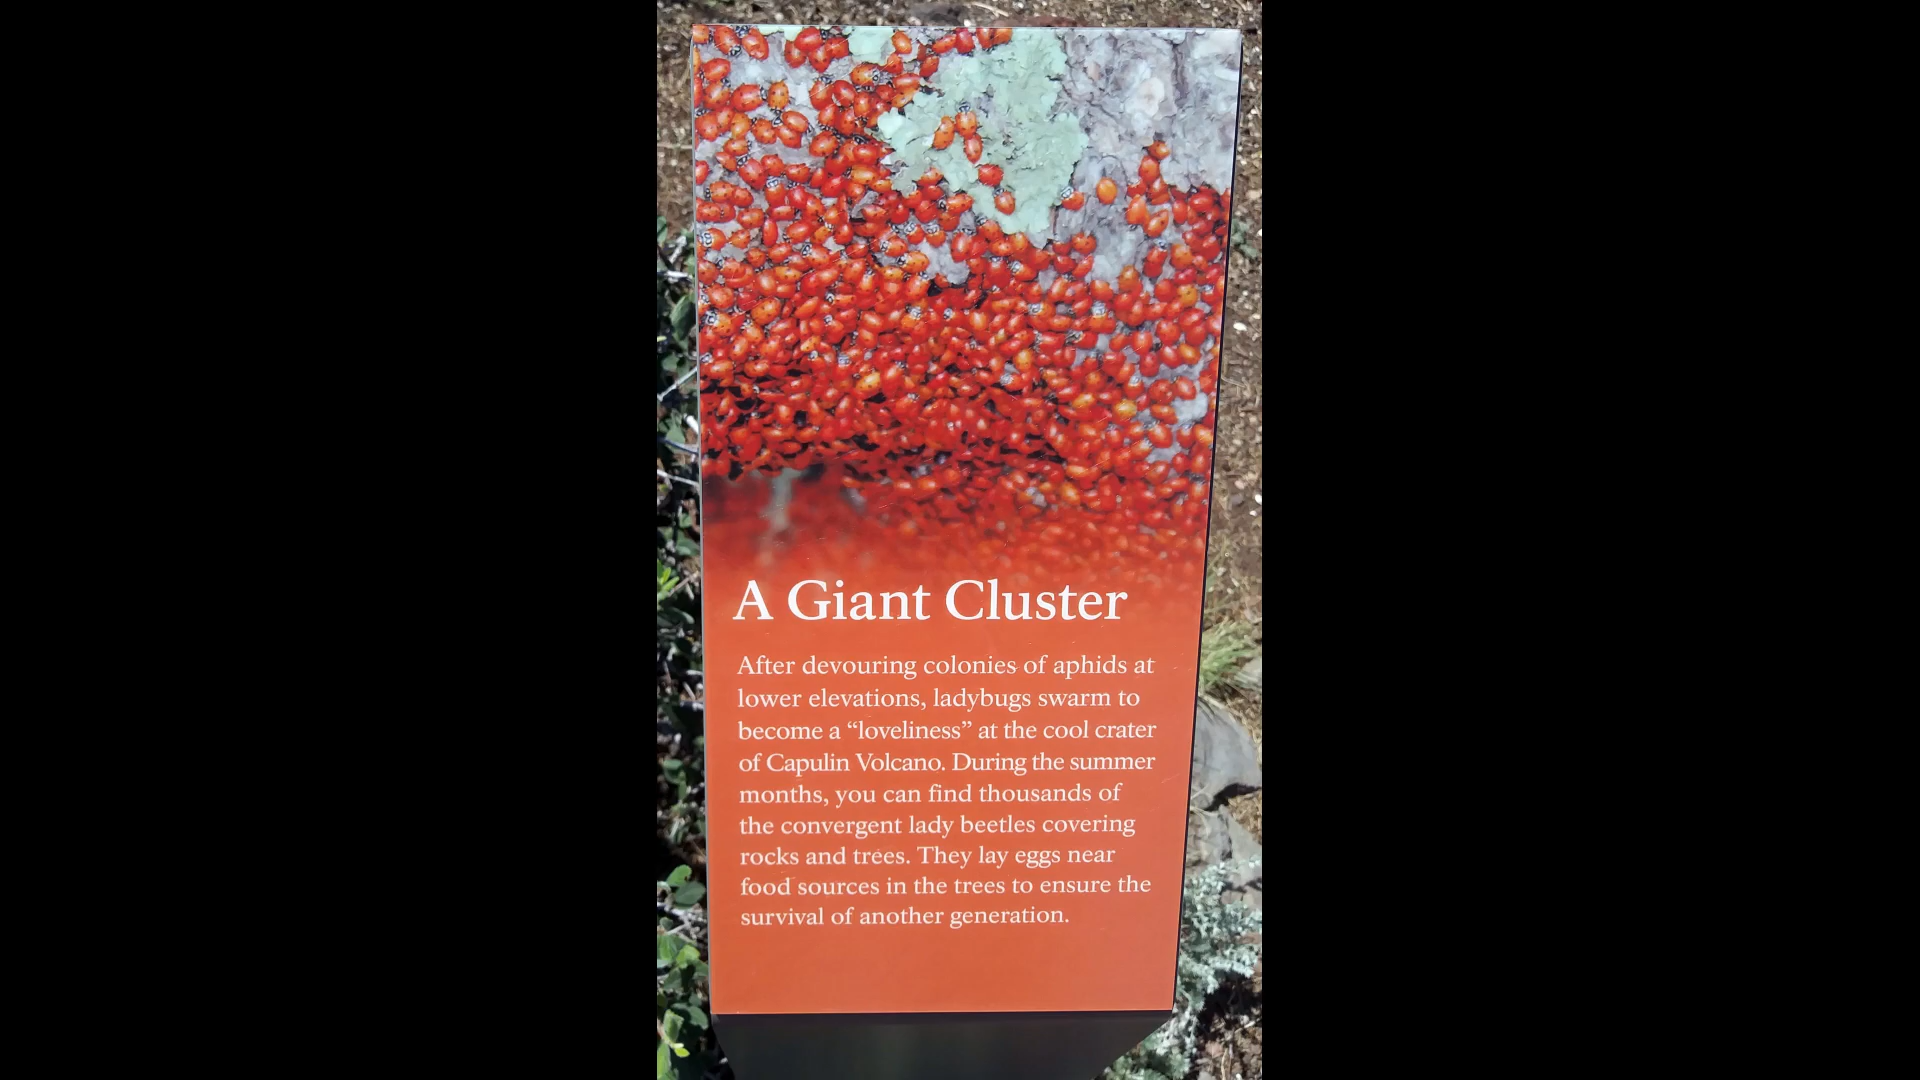 A Giant Cluster
After devouring colonies of aphids at
lower elevations, ladybugs swarm to
become a “loveliness” at the cool crater
of Capulin Volcano. During the summer
months, you can find thousands of
the convergent lady beetles covering
rocks and trees. They lay eggs near
food sources in the trees to ensure the
survival of another generation.